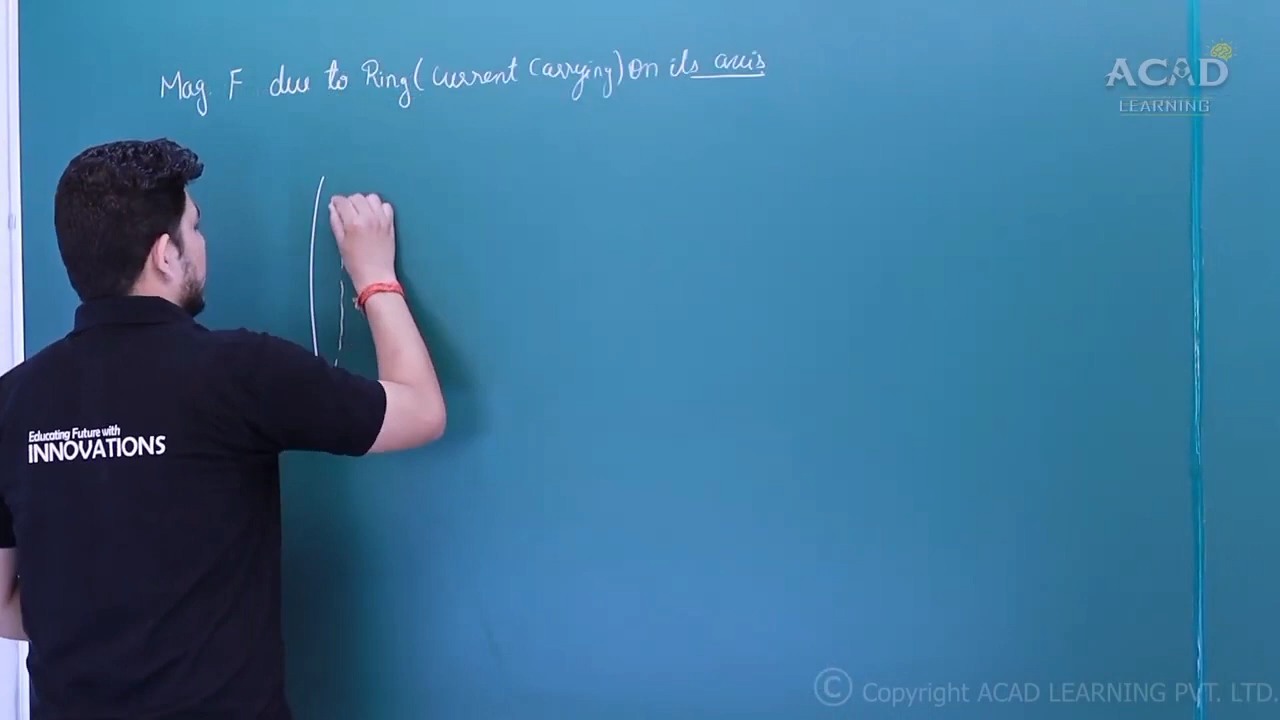 Mag. F due to Ring (Current Carrying) on its axis
ACAD
LEARNING
Educating Future with
INNOVATIONS
© Copyright ACAD LEARNING PVT. LTD.